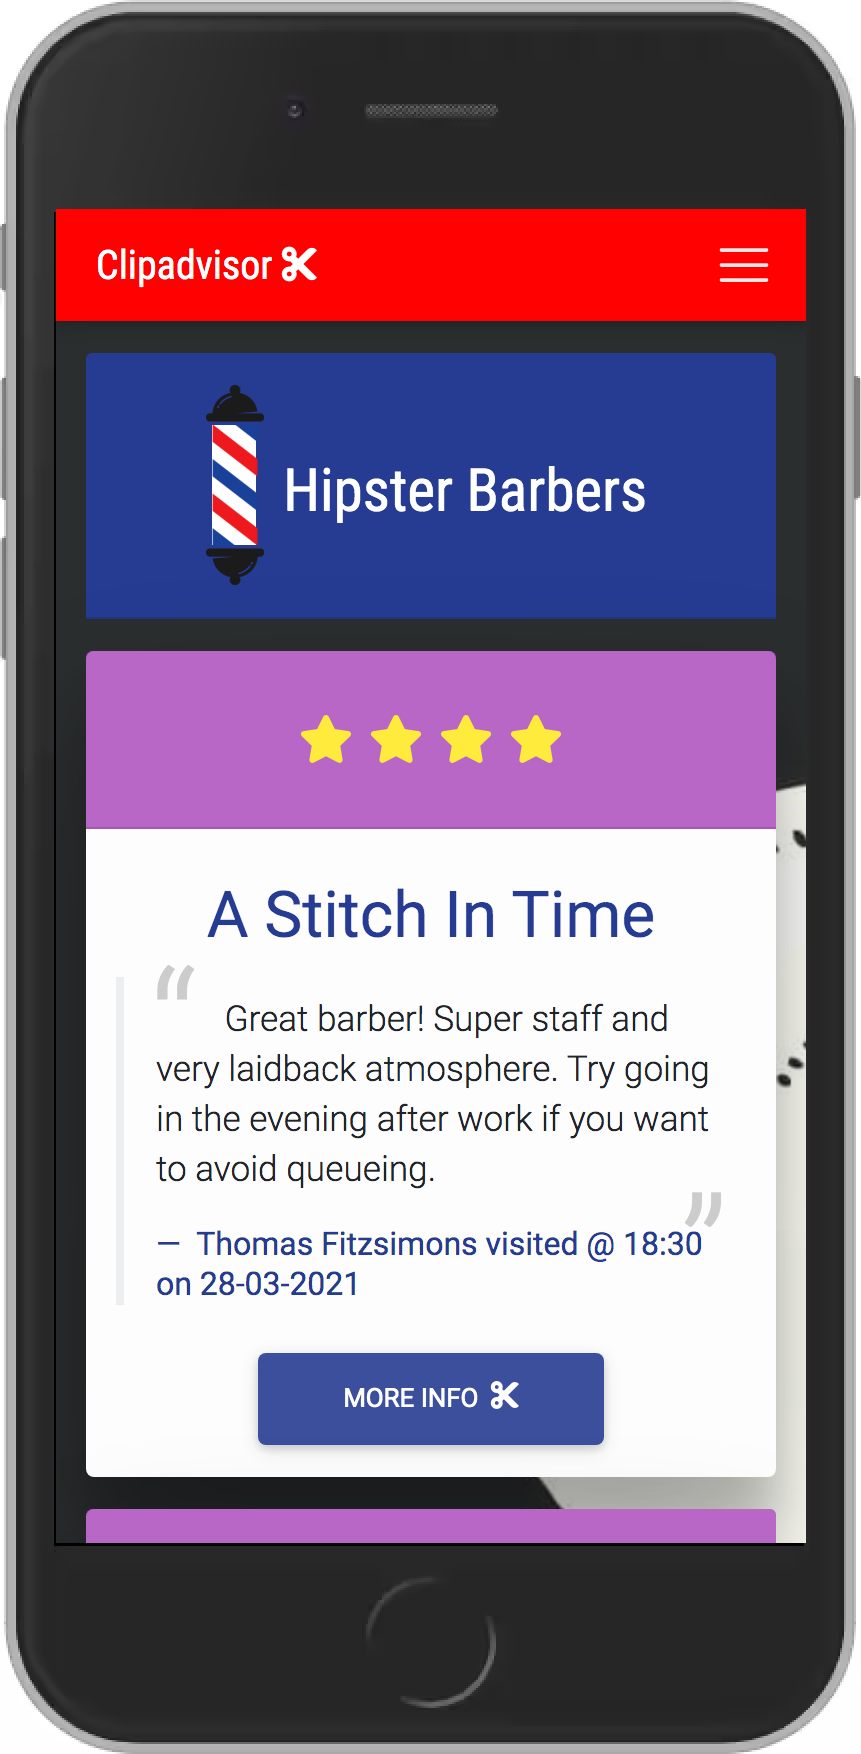 Clipadvisor
Hipster Barbers
A Stitch In Time
“
Great barber! Super staff and
very laidback atmosphere. Try going
in the evening after work if you want
to avoid queueing.
”
— Thomas Fitzsimons visited @ 18:30
on 28-03-2021
MORE INFO